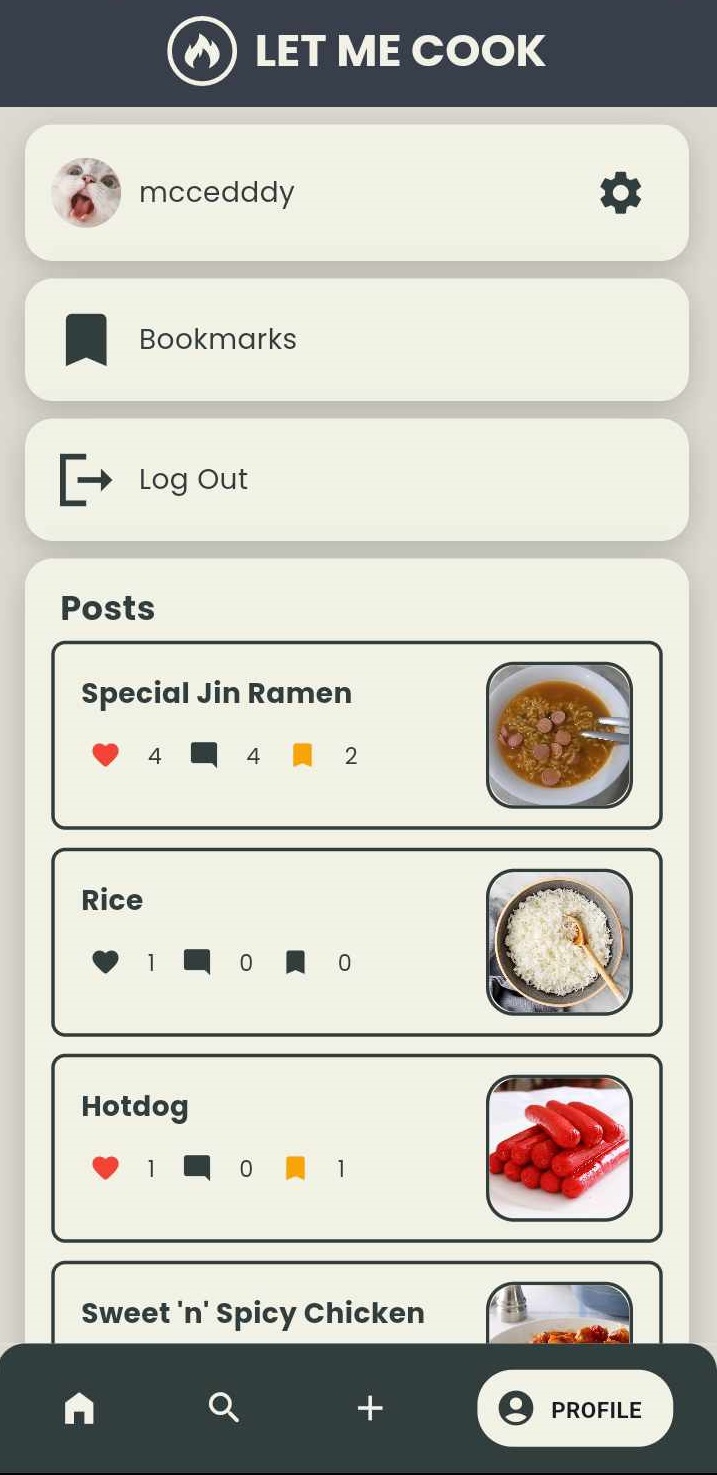 LET ME COOK
mccedddy
Bookmarks
Log Out
Posts
Special Jin Ramen
4 4 2
Rice
1 0 0
Hotdog
1 0 1
Sweet 'n' Spicy Chicken
PROFILE